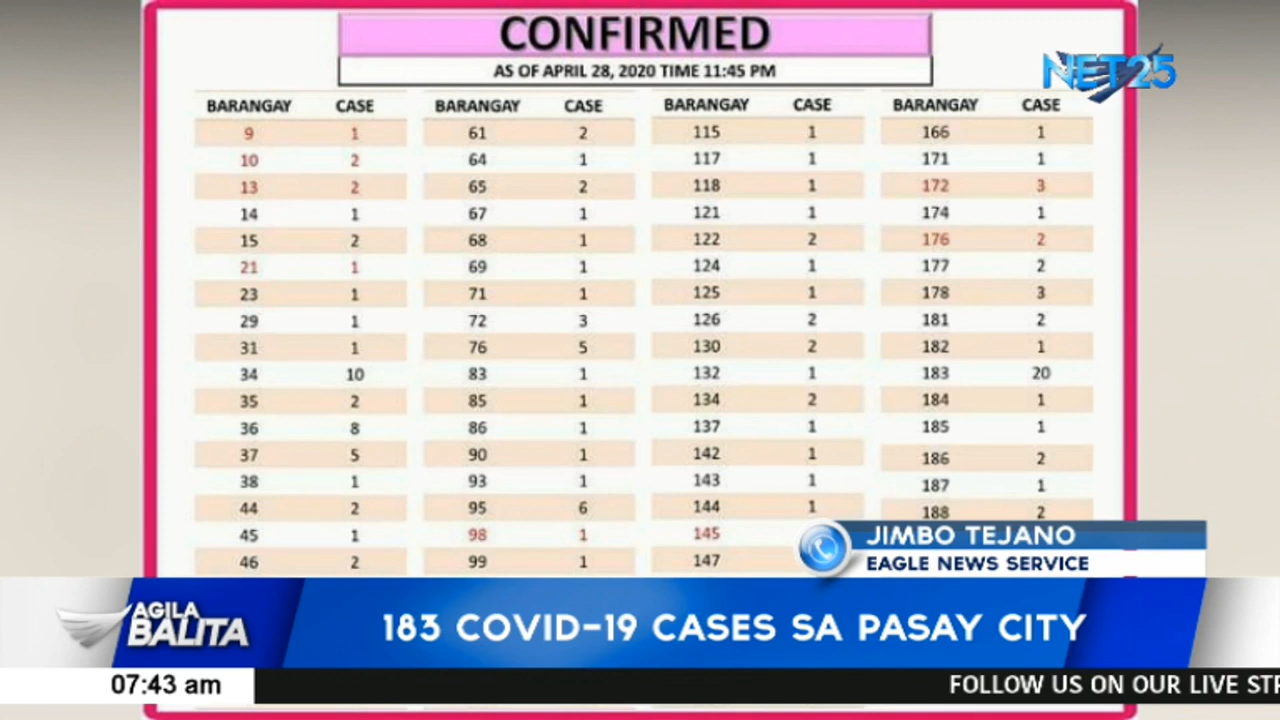 CONFIRMED
AS OF APRIL 28, 2020 TIME 11:45 PM
NET25
BARANGAY CASE BARANGAY CASE BARANGAY CASE BARANGAY CASE
9 1 61 2 115 1 166 1
10 2 64 1 117 1 171 1
13 2 65 2 118 1 172 3
14 1 67 1 121 1 174 1
15 2 68 1 122 2 176 2
21 1 69 1 124 1 177 2
23 1 71 1 125 1 178 3
29 1 72 3 126 2 181 2
31 1 76 5 130 2 182 1
34 10 83 1 132 1 183 20
35 2 85 1 134 2 184 1
36 8 86 1 137 1 185 1
37 5 90 1 142 1 186 2
38 1 93 1 143 1 187 1
44 2 95 6 144 1 188 2
45 1 98 1 145
46 2 99 1 147
JIMBO TEJANO
EAGLE NEWS SERVICE
AGILA
BALITA
183 COVID-19 CASES SA PASAY CITY
07:43 am
FOLLOW US ON OUR LIVE STR